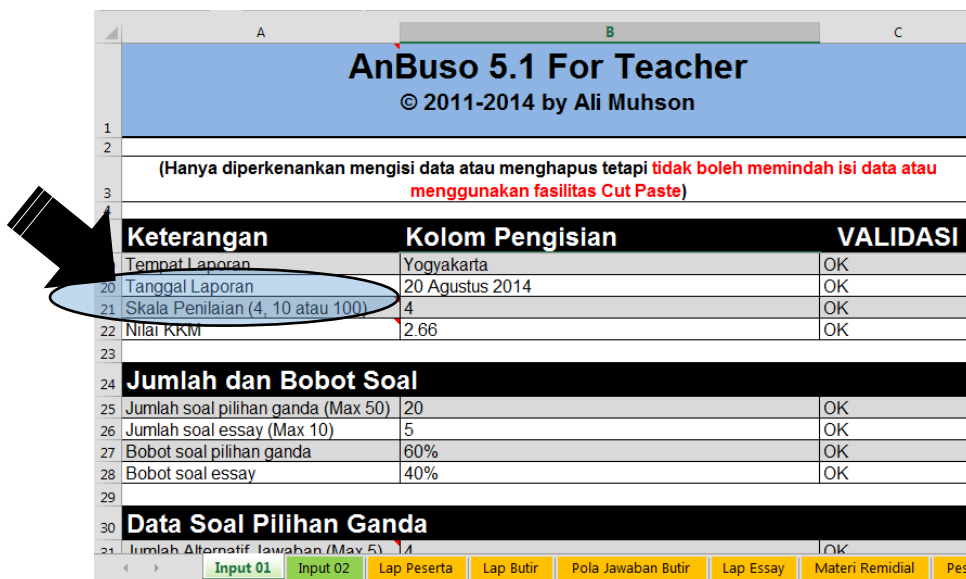 A B C
1 AnBuso 5.1 For Teacher
© 2011-2014 by Ali Muhson
2
3 (Hanya diperkenankan mengisi data atau menghapus tetapi tidak boleh memindah isi data atau
menggunakan fasilitas Cut Paste)
4
Keterangan Kolom Pengisian VALIDASI
Tempat Laporan Yogyakarta OK
20 Tanggal Laporan 20 Agustus 2014 OK
21 Skala Penilaian (4, 10 atau 100) 4 OK
22 Nilai KKM 2.66 OK
23
24 Jumlah dan Bobot Soal
25 Jumlah soal pilihan ganda (Max 50) 20 OK
26 Jumlah soal essay (Max 10) 5 OK
27 Bobot soal pilihan ganda 60% OK
28 Bobot soal essay 40% OK
29
30 Data Soal Pilihan Ganda
31 Jumlah Alternatif Jawaban (Max 5) 4 OK
Input 01 Input 02 Lap Peserta Lap Butir Pola Jawaban Butir Lap Essay Materi Remidial Pes